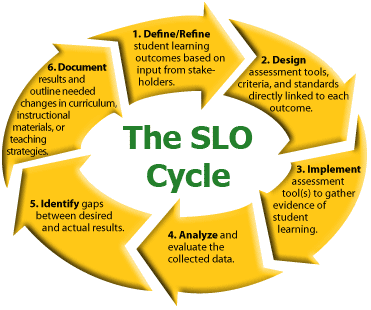 The SLO
Cycle
1. Define/Refine
student learning
outcomes based on
input from stake-
holders.
2. Design
assessment tools,
criteria, and standards
directly linked to each
outcome.
3. Implement
assessment
tool(s) to gather
evidence of
student
learning.
4. Analyze and
evaluate the
collected data.
5. Identify gaps
between desired
and actual results.
6. Document
results and
outline needed
changes in curriculum,
instructional
materials, or
teaching
strategies.